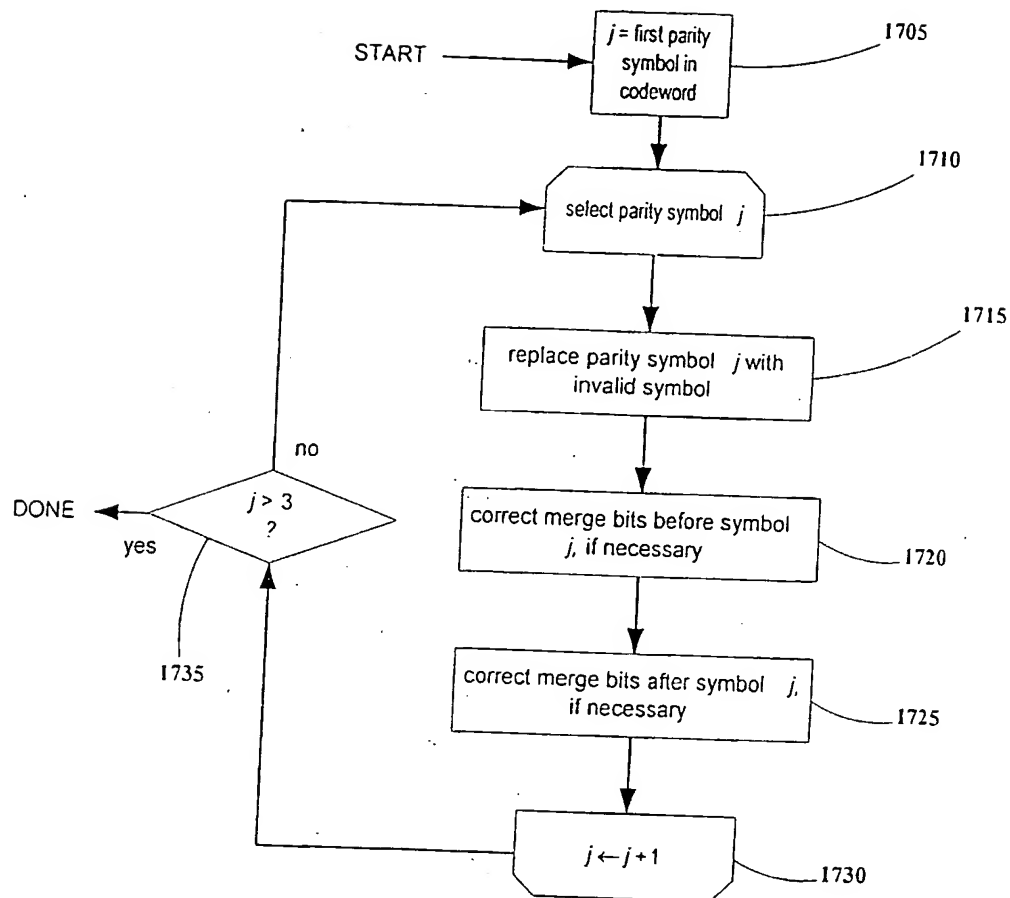 j = first parity
symbol in
codeword
1705
START
1710
select parity symbol j
1715
replace parity symbol j with
invalid symbol
no
j > 3
?
DONE
yes
correct merge bits before symbol
j, if necessary
1720
1735
correct merge bits after symbol j,
if necessary
1725
j ← j + 1
1730